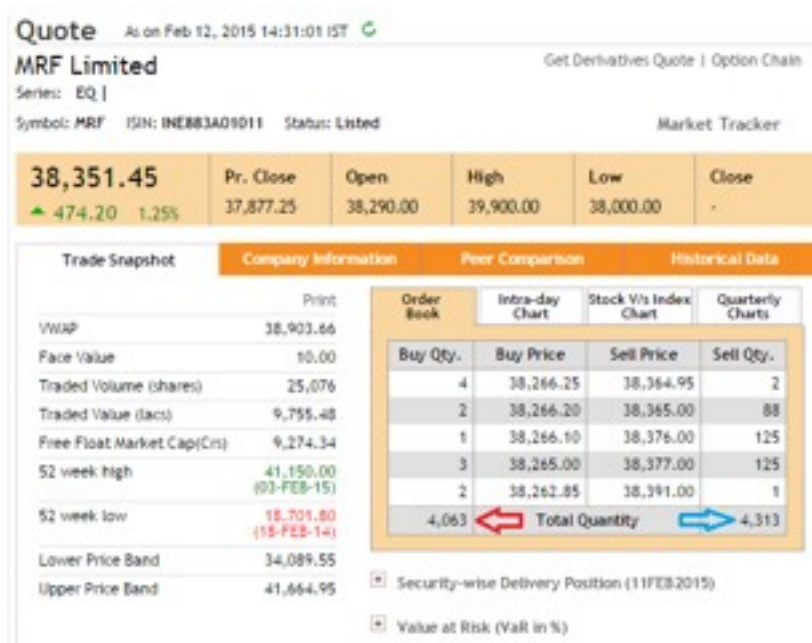 Quote As on Feb 12, 2015 14:31:01 IST
MRF Limited
Get Derivatives Quote | Option Chain
Series: EQ |
Symbol: MRF ISIN: INE883A01011 Status: Listed
Market Tracker
38,351.45 Pr. Close Open High Low Close
474.20 1.25% 37,877.25 38,290.00 39,900.00 38,000.00 -
Trade Snapshot Company Information Peer Comparison Historical Data
Print
VWAP 38,903.66
Face Value 10.00
Traded Volume (shares) 25,076
Traded Value (lacs) 9,755.48
Free Float Market Cap(Crs) 9,274.34
52 week high 41,150.00
(03-FEB-15)
52 week low 18,701.80
(18-FEB-14)
Lower Price Band 34,089.55
Upper Price Band 41,664.95
Order Book Intra-day Chart Stock V/s Index Chart Quarterly Charts
Buy Qty. Buy Price Sell Price Sell Qty.
4 38,266.25 38,364.95 2
2 38,266.20 38,365.00 88
1 38,266.10 38,376.00 125
3 38,265.00 38,377.00 125
2 38,262.85 38,391.00 1
4,063 Total Quantity 4,313
Security-wise Delivery Position (11FEB2015)
Value at Risk (VaR in %)